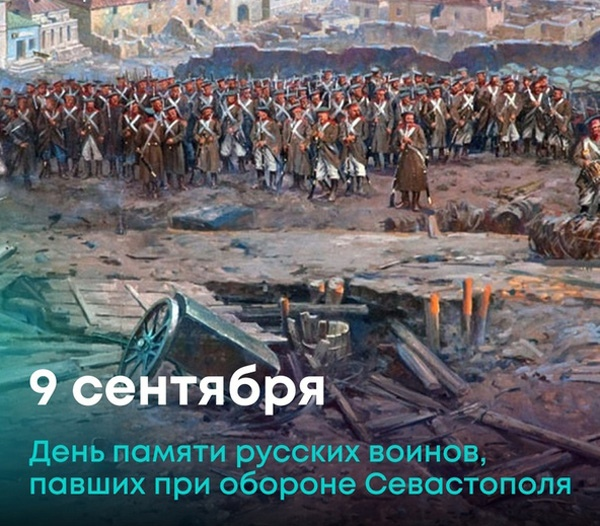 9 сентября
День памяти русских воинов,
павших при обороне Севастополя